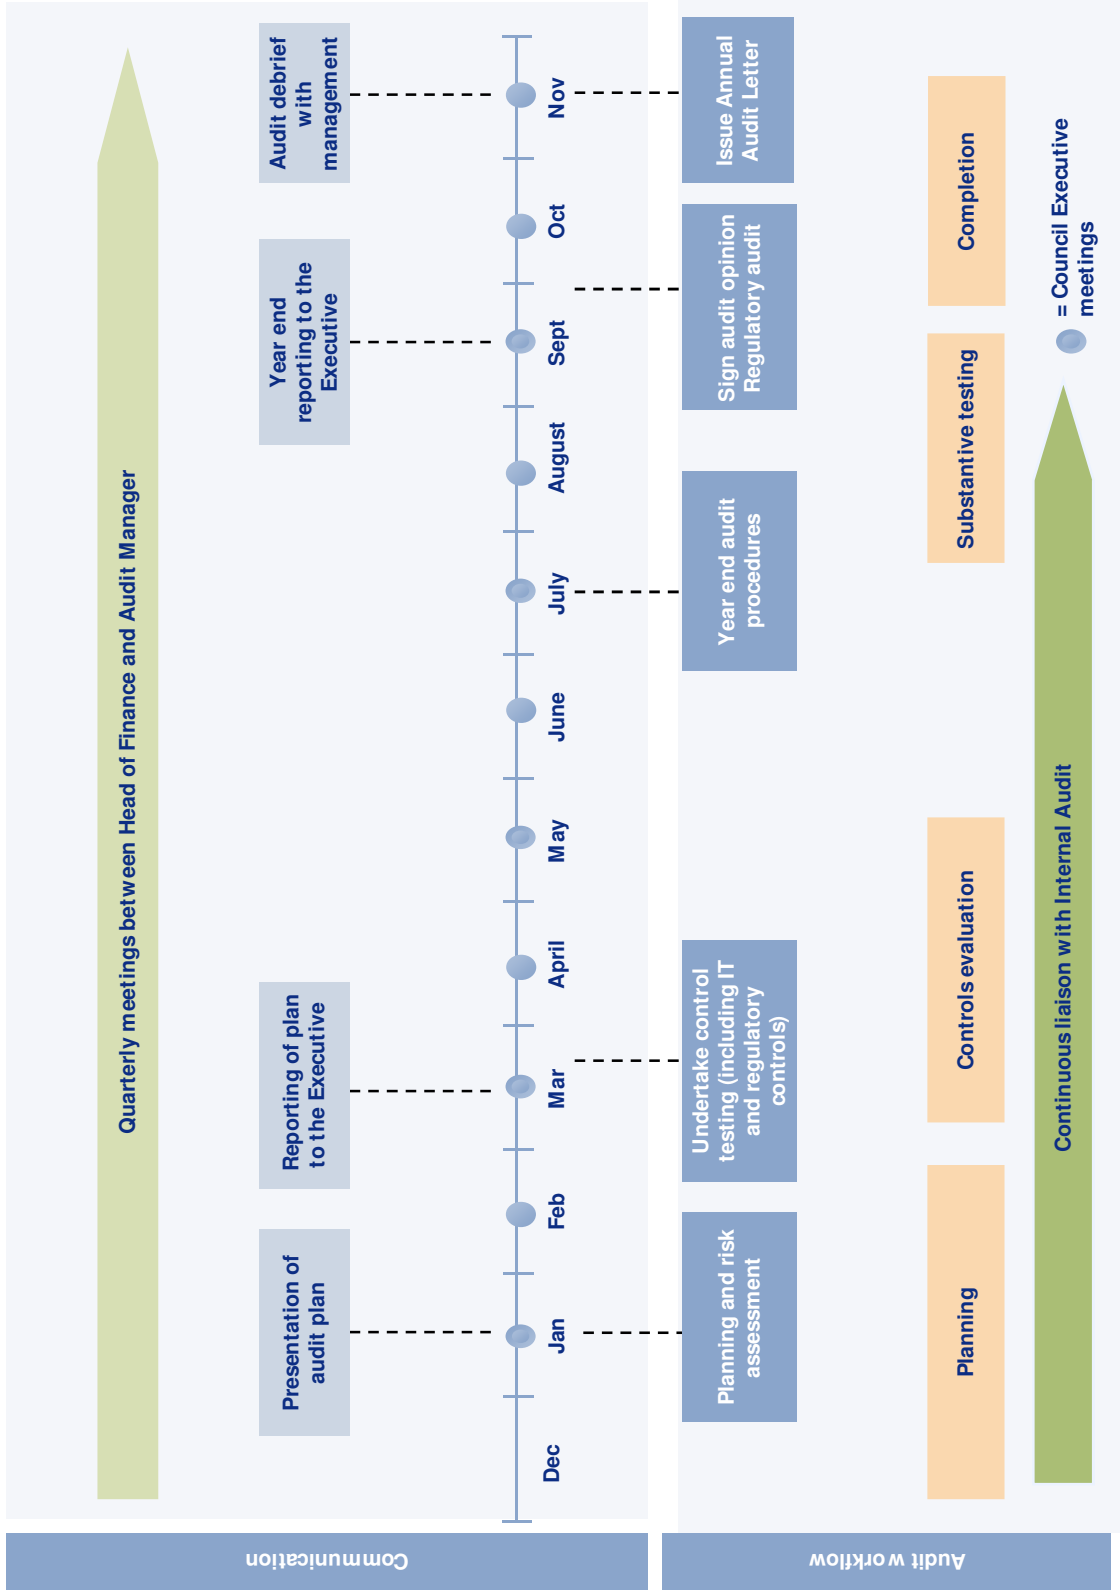 Communication
Quarterly meetings between Head of Finance and Audit Manager
Presentation of
audit plan
Reporting of plan
to the Executive
Year end
reporting to the
Executive
Audit debrief
with
management
Dec
Jan
Feb
Mar
April
May
June
July
August
Sept
Oct
Nov
Audit workflow
Planning and risk
assessment
Undertake control
testing (including IT
and regulatory
controls)
Year end audit
procedures
Sign audit opinion
Regulatory audit
Issue Annual
Audit Letter
Planning
Controls evaluation
Substantive testing
Completion
Continuous liaison with Internal Audit
= Council Executive
meetings